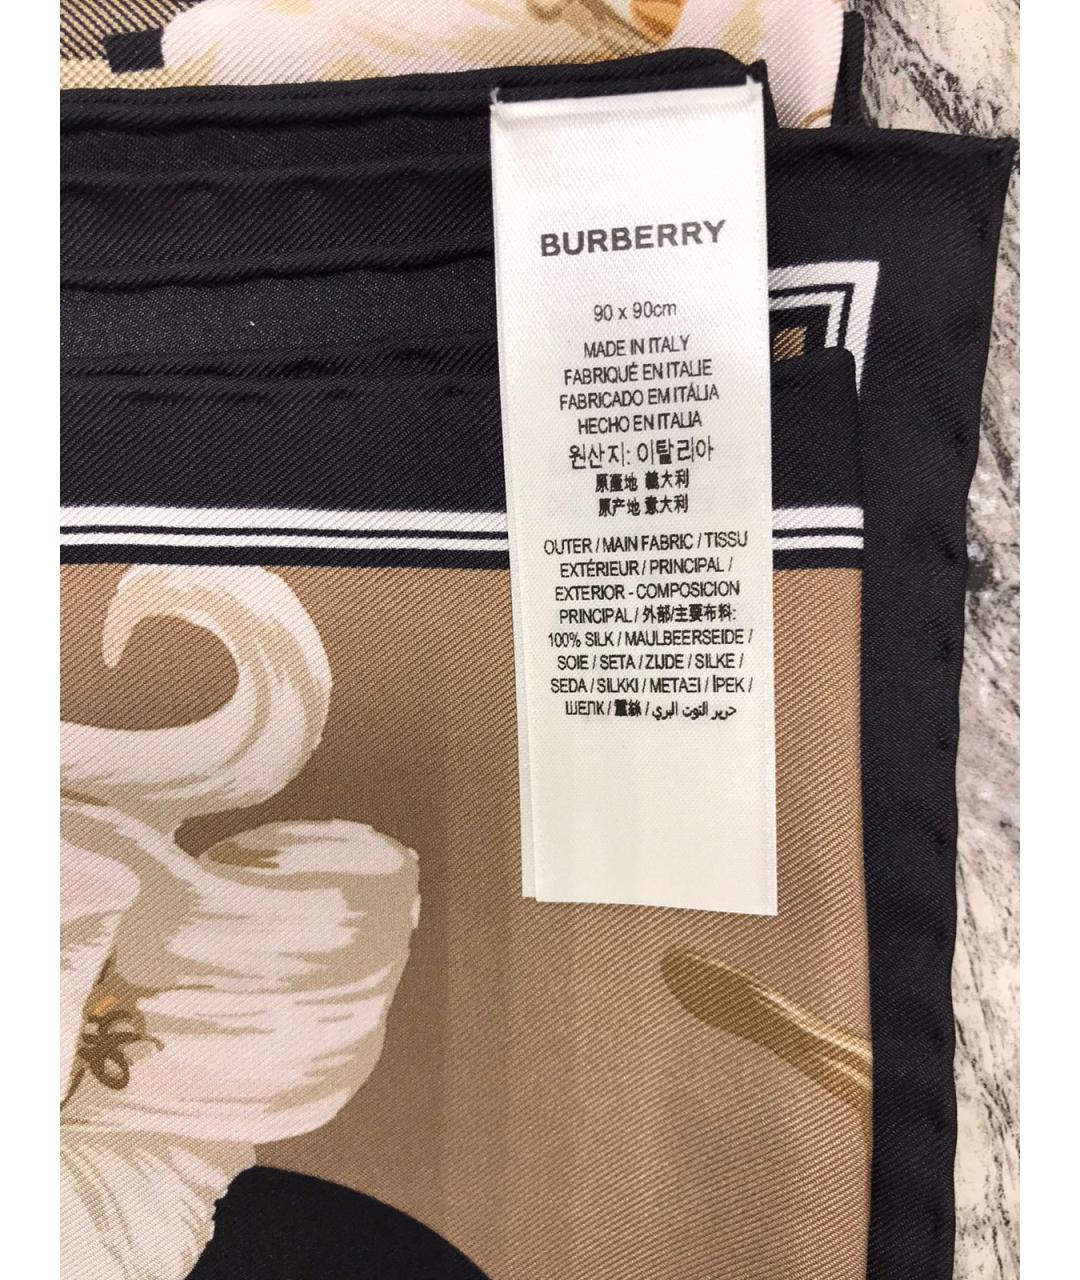 BURBERRY
90 x 90cm
MADE IN ITALY
FABRIQUÉ EN ITALIE
FABRICADO EM ITÁLIA
HECHO EN ITALIA
원산지: 이탈리아
原產地 義大利
原产地 意大利
OUTER / MAIN FABRIC / TISSU
EXTÉRIEUR / PRINCIPAL /
EXTERIOR - COMPOSICION
PRINCIPAL / 外部/主要布料:
100% SILK / MAULBEERSEIDE /
SOIE / SETA / ZIJDE / SILKE /
SEDA / SILKKI / ΜΕΤΑΞΙ / İPEK /
ШЕЛК / 蠶絲 / حرير التوت البري